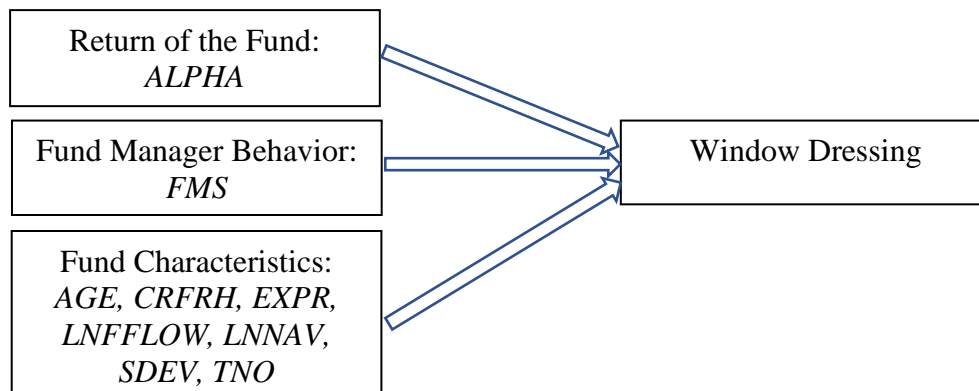 Return of the Fund:
ALPHA
Fund Manager Behavior:
FMS
Window Dressing
Fund Characteristics:
AGE, CRFRH, EXPR,
LNFFLOW, LNNAV,
SDEV, TNO